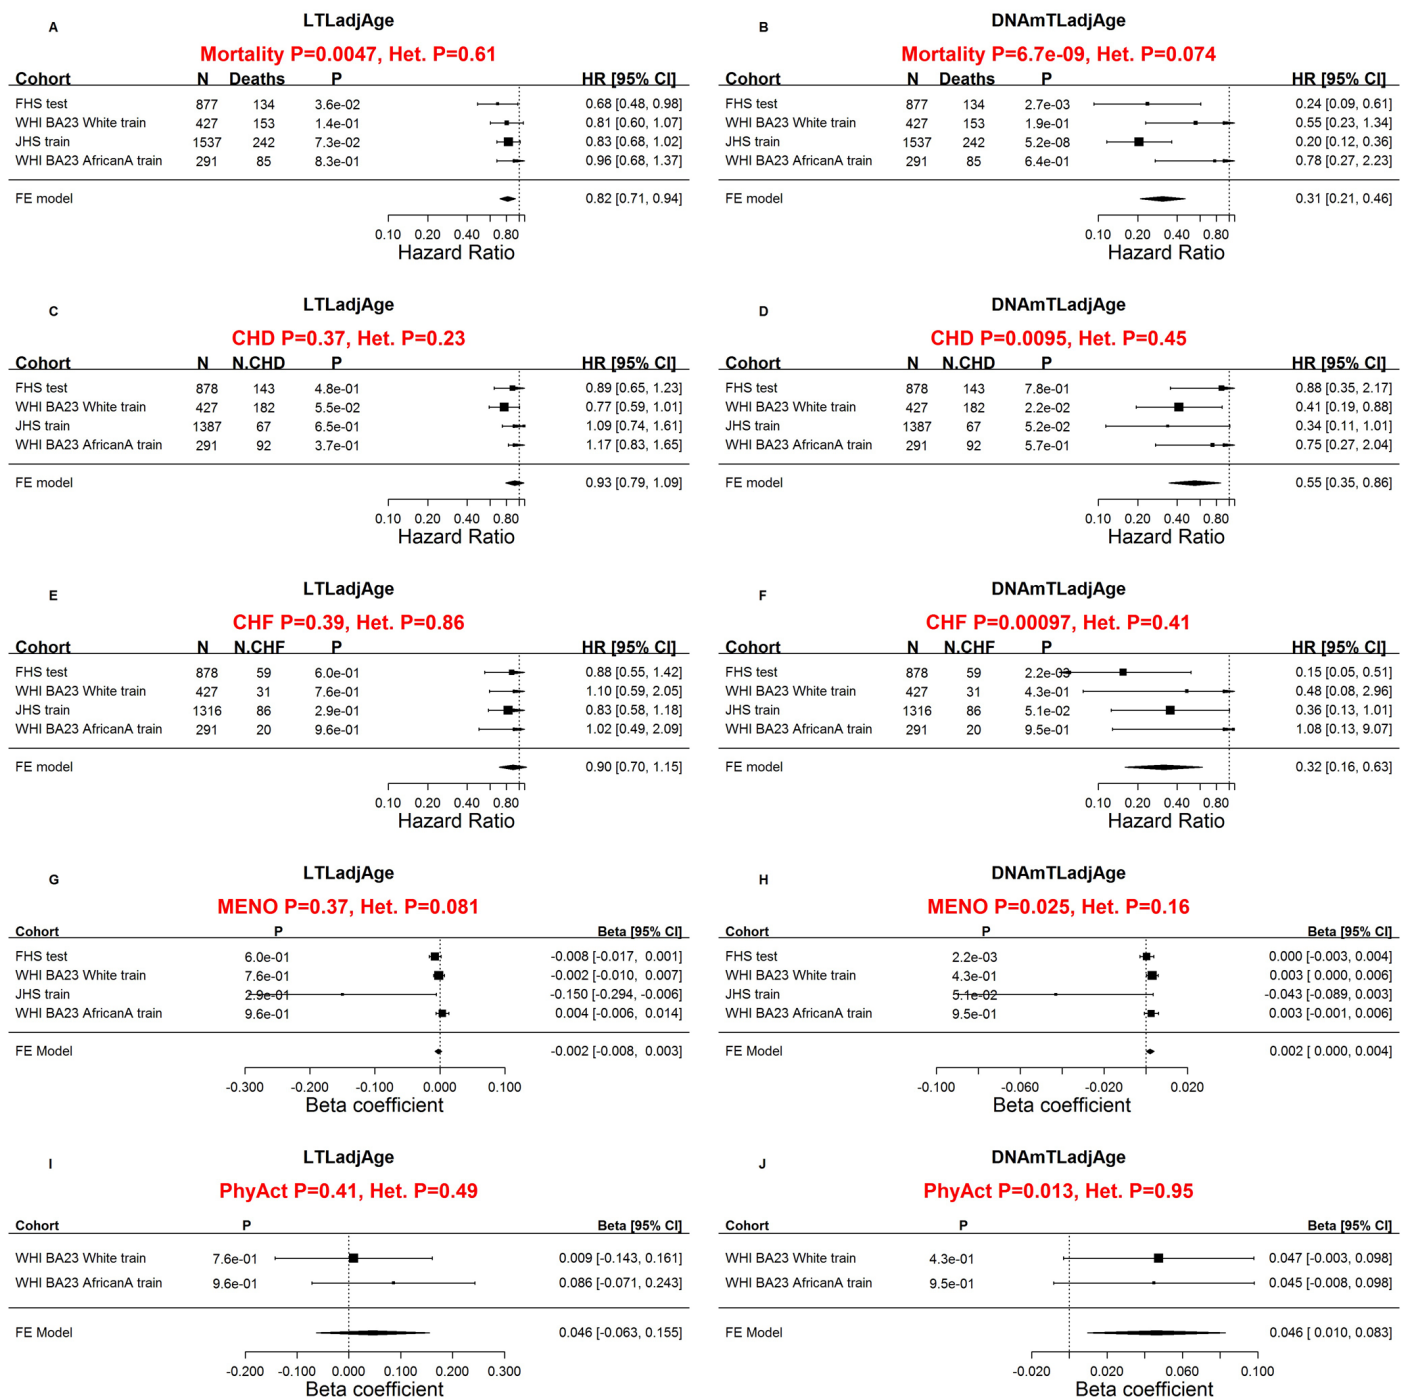 A
LTLadjAge
Mortality P=0.0047, Het. P=0.61
Cohort N Deaths P HR [95% CI]
FHS test 877 134 3.6e-02 0.68 [0.48, 0.98]
WHI BA23 White train 427 153 1.4e-01 0.81 [0.60, 1.07]
JHS train 1537 242 7.3e-02 0.83 [0.68, 1.02]
WHI BA23 AfricanA train 291 85 8.3e-01 0.96 [0.68, 1.37]
FE model 0.82 [0.71, 0.94]
0.10 0.20 0.40 0.80
Hazard Ratio
B
DNAmTLadjAge
Mortality P=6.7e-09, Het. P=0.074
Cohort N Deaths P HR [95% CI]
FHS test 877 134 2.7e-03 0.24 [0.09, 0.61]
WHI BA23 White train 427 153 1.9e-01 0.55 [0.23, 1.34]
JHS train 1537 242 5.2e-08 0.20 [0.12, 0.36]
WHI BA23 AfricanA train 291 85 6.4e-01 0.78 [0.27, 2.23]
FE model 0.31 [0.21, 0.46]
0.10 0.20 0.40 0.80
Hazard Ratio
C
LTLadjAge
CHD P=0.37, Het. P=0.23
Cohort N N.CHD P HR [95% CI]
FHS test 878 143 4.8e-01 0.89 [0.65, 1.23]
WHI BA23 White train 427 182 5.5e-02 0.77 [0.59, 1.01]
JHS train 1387 67 6.5e-01 1.09 [0.74, 1.61]
WHI BA23 AfricanA train 291 92 3.7e-01 1.17 [0.83, 1.65]
FE model 0.93 [0.79, 1.09]
0.10 0.20 0.40 0.80
Hazard Ratio
D
DNAmTLadjAge
CHD P=0.0095, Het. P=0.45
Cohort N N.CHD P HR [95% CI]
FHS test 878 143 7.8e-01 0.88 [0.35, 2.17]
WHI BA23 White train 427 182 2.2e-02 0.41 [0.19, 0.88]
JHS train 1387 67 5.2e-02 0.34 [0.11, 1.01]
WHI BA23 AfricanA train 291 92 5.7e-01 0.75 [0.27, 2.04]
FE model 0.55 [0.35, 0.86]
0.10 0.20 0.40 0.80
Hazard Ratio
E
LTLadjAge
CHF P=0.39, Het. P=0.86
Cohort N N.CHF P HR [95% CI]
FHS test 878 59 6.0e-01 0.88 [0.55, 1.42]
WHI BA23 White train 427 31 7.6e-01 1.10 [0.59, 2.05]
JHS train 1316 86 2.9e-01 0.83 [0.58, 1.18]
WHI BA23 AfricanA train 291 20 9.6e-01 1.02 [0.49, 2.09]
FE model 0.90 [0.70, 1.15]
0.10 0.20 0.40 0.80
Hazard Ratio
F
DNAmTLadjAge
CHF P=0.00097, Het. P=0.41
Cohort N N.CHF P HR [95% CI]
FHS test 878 59 2.2e-03 0.15 [0.05, 0.51]
WHI BA23 White train 427 31 4.3e-01 0.48 [0.08, 2.96]
JHS train 1316 86 5.1e-02 0.36 [0.13, 1.01]
WHI BA23 AfricanA train 291 20 9.5e-01 1.08 [0.13, 9.07]
FE model 0.32 [0.16, 0.63]
0.10 0.20 0.40 0.80
Hazard Ratio
G
LTLadjAge
MENO P=0.37, Het. P=0.081
Cohort P Beta [95% CI]
FHS test 6.0e-01 -0.008 [-0.017, 0.001]
WHI BA23 White train 7.6e-01 -0.002 [-0.010, 0.007]
JHS train 2.9e-01 -0.150 [-0.294, -0.006]
WHI BA23 AfricanA train 9.6e-01 0.004 [-0.006, 0.014]
FE Model -0.002 [-0.008, 0.003]
-0.300 -0.200 -0.100 0.000 0.100
Beta coefficient
H
DNAmTLadjAge
MENO P=0.025, Het. P=0.16
Cohort P Beta [95% CI]
FHS test 2.2e-03 0.000 [-0.003, 0.004]
WHI BA23 White train 4.3e-01 0.003 [ 0.000, 0.006]
JHS train 5.1e-02 -0.043 [-0.089, 0.003]
WHI BA23 AfricanA train 9.5e-01 0.003 [-0.001, 0.006]
FE Model 0.002 [ 0.000, 0.004]
-0.100 -0.060 -0.020 0.020
Beta coefficient
I
LTLadjAge
PhyAct P=0.41, Het. P=0.49
Cohort P Beta [95% CI]
WHI BA23 White train 7.6e-01 0.009 [-0.143, 0.161]
WHI BA23 AfricanA train 9.6e-01 0.086 [-0.071, 0.243]
FE Model 0.046 [-0.063, 0.155]
-0.200 -0.100 0.000 0.100 0.200 0.300
Beta coefficient
J
DNAmTLadjAge
PhyAct P=0.013, Het. P=0.95
Cohort P Beta [95% CI]
WHI BA23 White train 4.3e-01 0.047 [-0.003, 0.098]
WHI BA23 AfricanA train 9.5e-01 0.045 [-0.008, 0.098]
FE Model 0.046 [ 0.010, 0.083]
-0.020 0.020 0.060 0.100
Beta coefficient